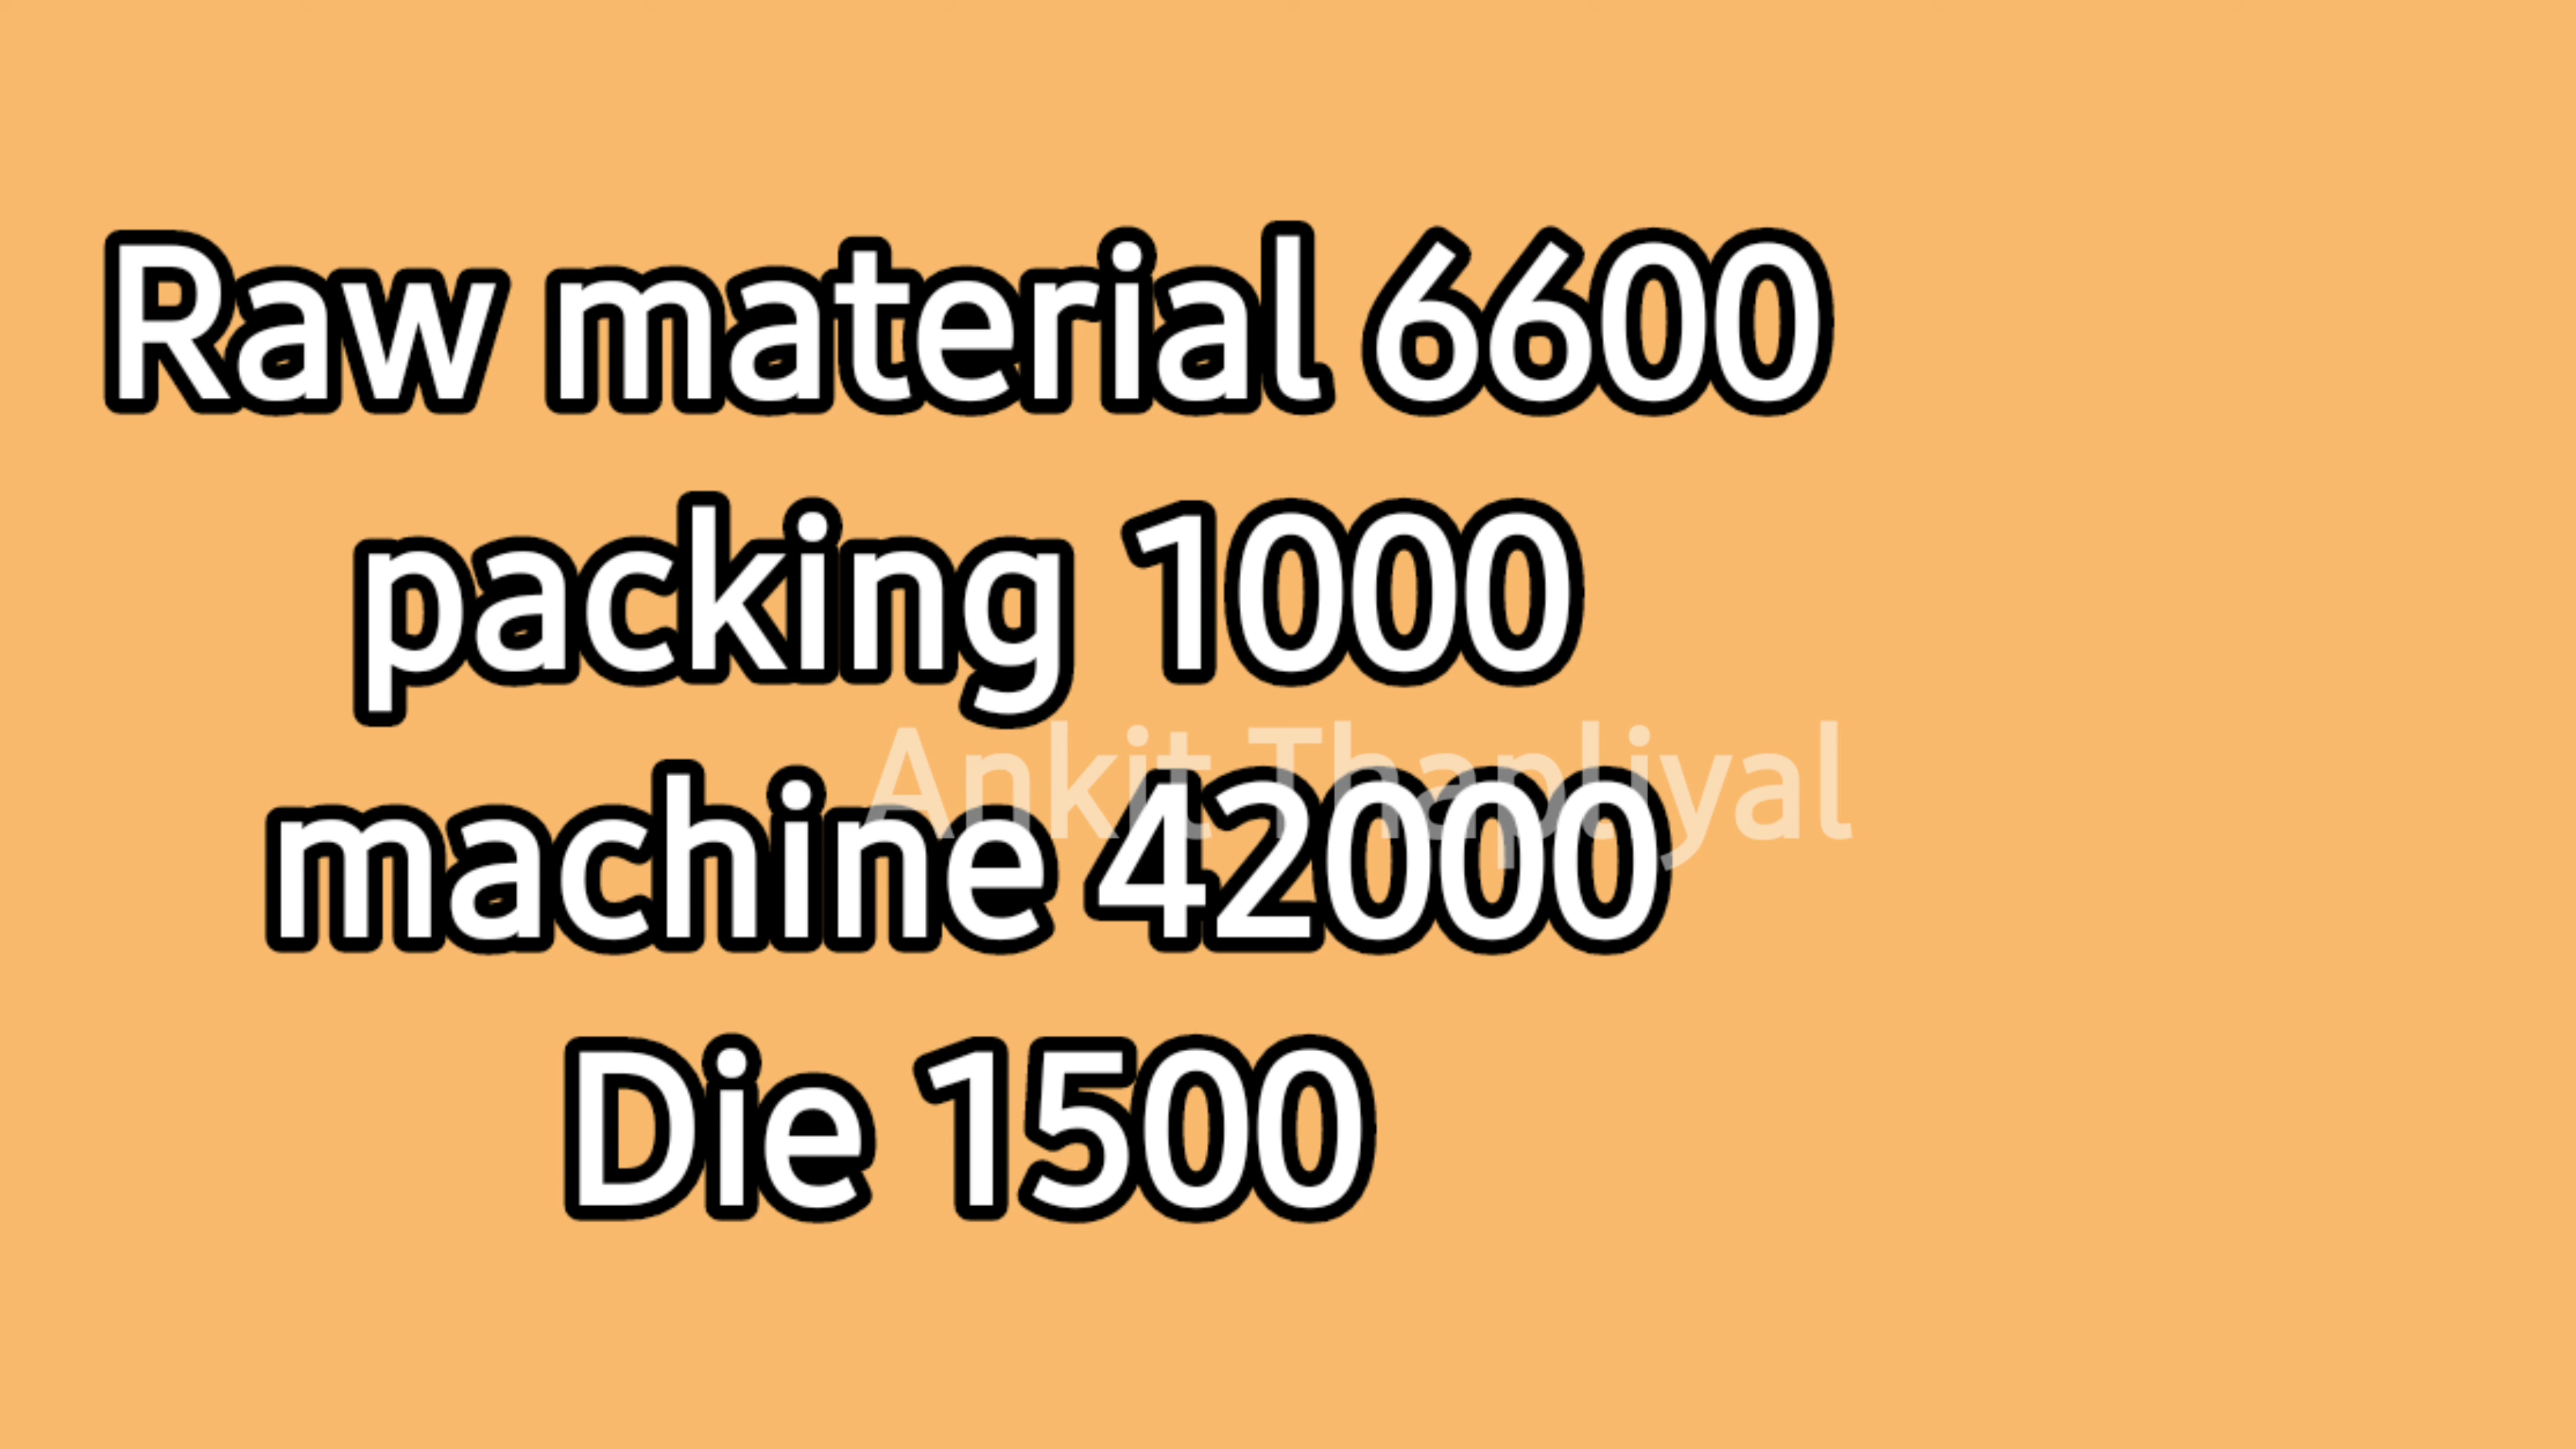 Raw material 6600
packing 1000
Ankit Thapliyal
machine 42000
Die 1500